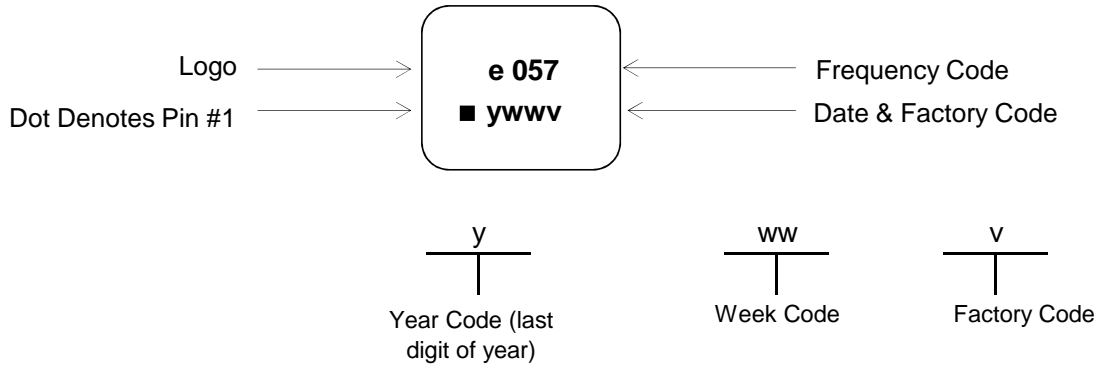 Logo
e 057
Frequency Code
Dot Denotes Pin #1
■ ywwv
Date & Factory Code
y
ww
v
Year Code (last
digit of year)
Week Code
Factory Code